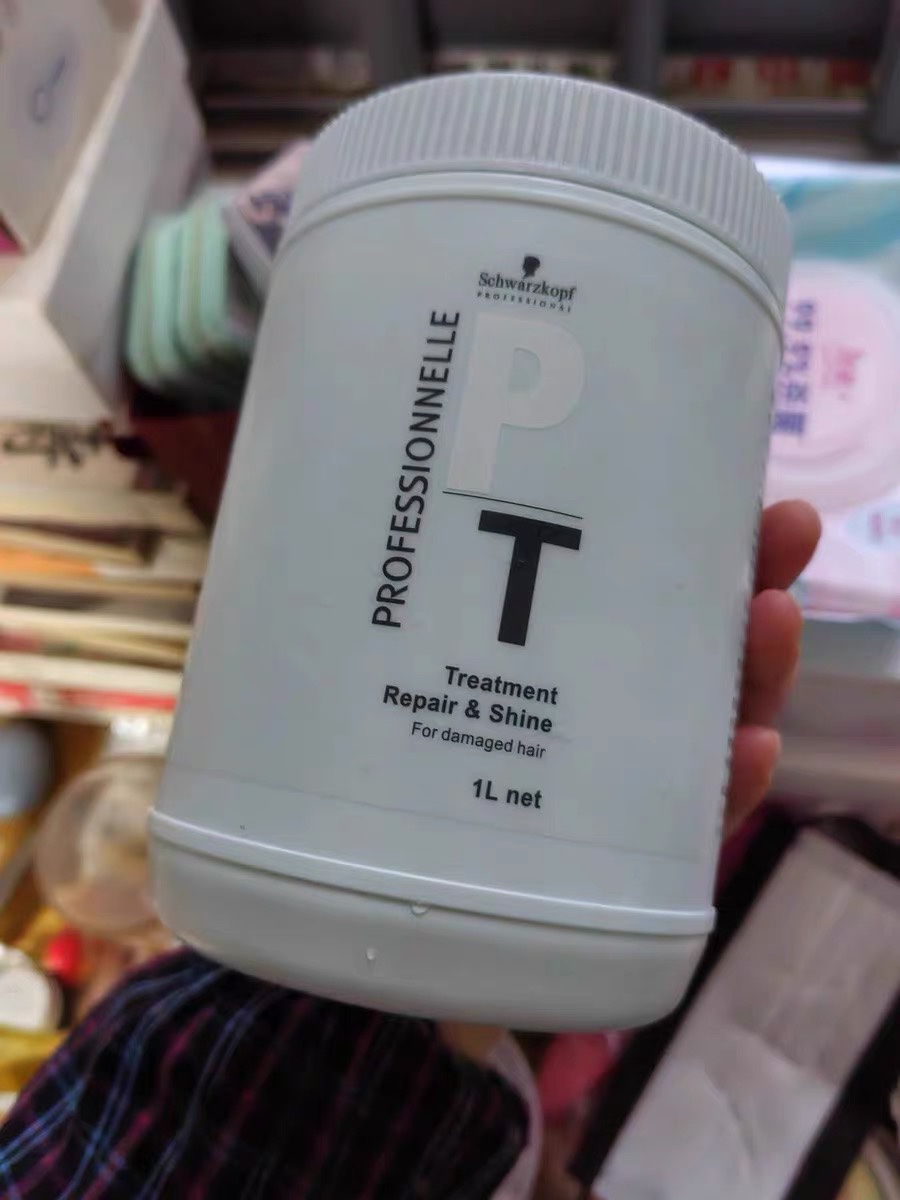 Schwarzkopf
PROFESSIONAL
PROFESSIONNELLE
P
T
Treatment
Repair & Shine
For damaged hair
1L net